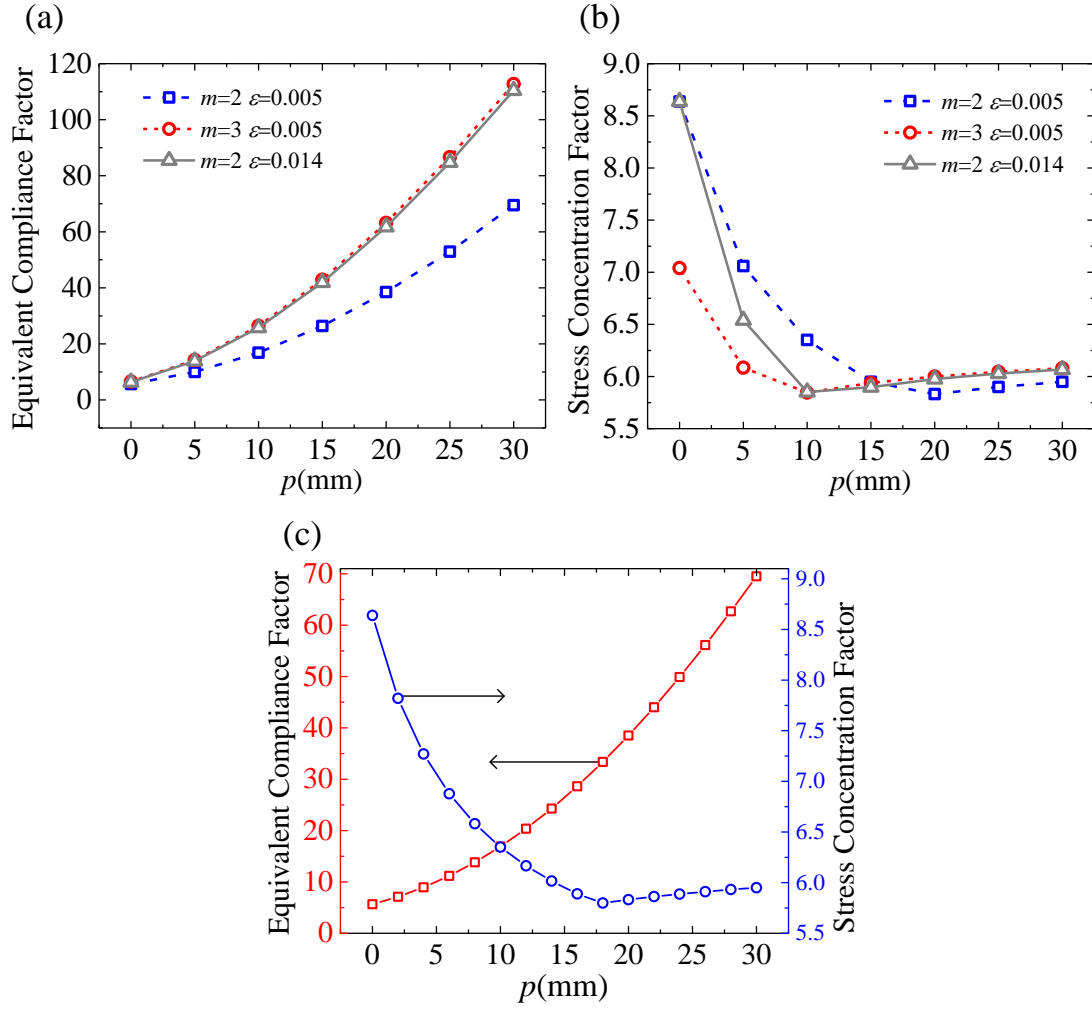 (a)
Equivalent Compliance Factor
120
100
80
60
40
20
0
m=2 ε=0.005
m=3 ε=0.005
m=2 ε=0.014
0 5 10 15 20 25 30
p(mm)
(b)
Stress Concentration Factor
9.0
8.5
8.0
7.5
7.0
6.5
6.0
5.5
m=2 ε=0.005
m=3 ε=0.005
m=2 ε=0.014
0 5 10 15 20 25 30
p(mm)
(c)
Equivalent Compliance Factor
70
60
50
40
30
20
10
0
9.0
8.5
8.0
7.5
7.0
6.5
6.0
5.5
Stress Concentration Factor
0 5 10 15 20 25 30
p(mm)